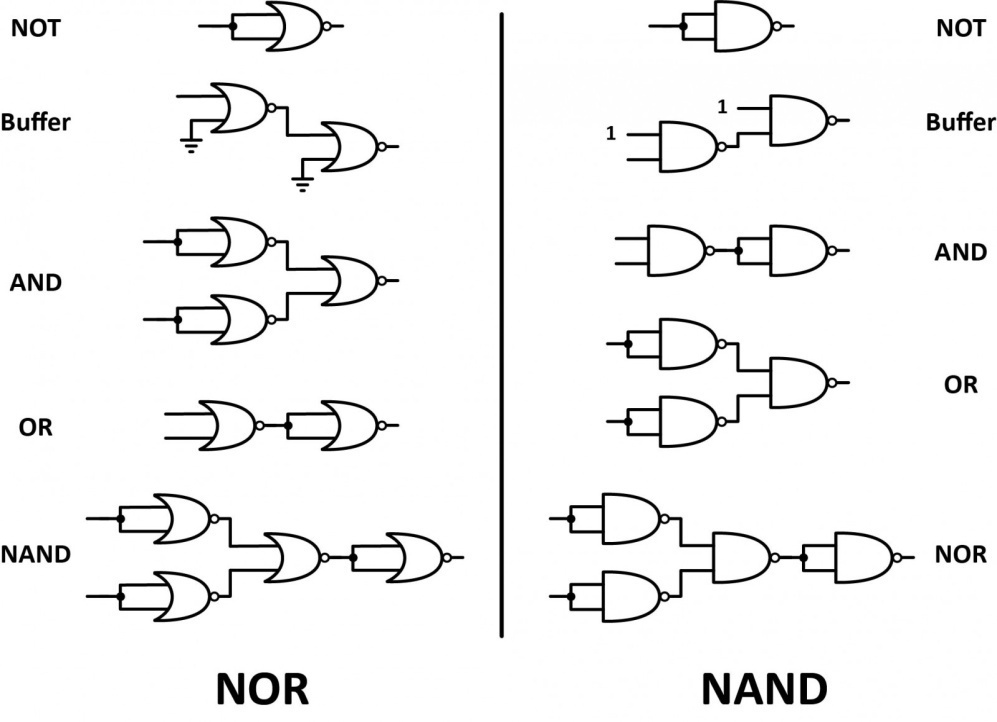 NOT
NOT
Buffer
1
1
Buffer
AND
AND
OR
OR
NAND
NOR
NOR
NAND